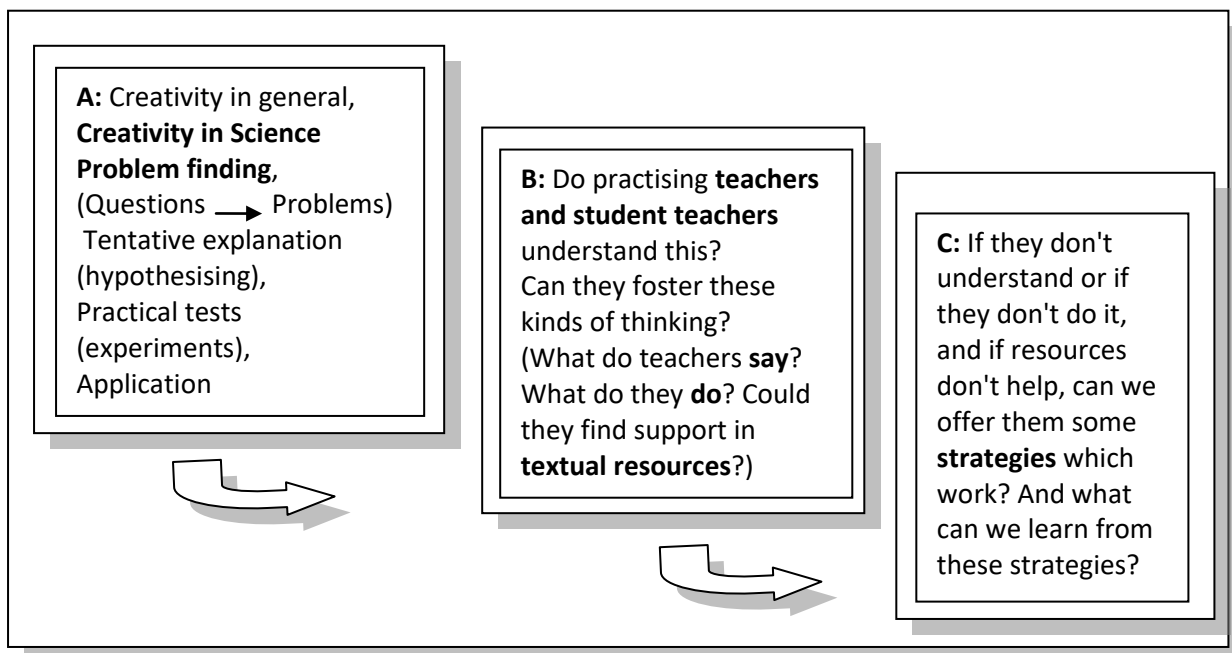 A: Creativity in general,
Creativity in Science
Problem finding,
(Questions → Problems)
Tentative explanation
(hypothesising),
Practical tests
(experiments),
Application
B: Do practising teachers
and student teachers
understand this?
Can they foster these
kinds of thinking?
(What do teachers say?
What do they do? Could
they find support in
textual resources?)
C: If they don't
understand or if
they don't do it,
and if resources
don't help, can we
offer them some
strategies which
work? And what
can we learn from
these strategies?